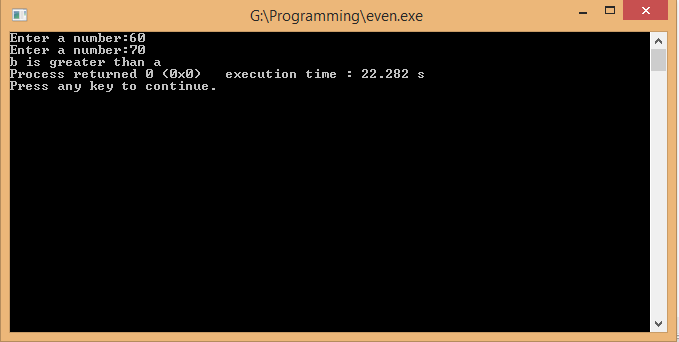 G:\Programming\even.exe
Enter a number:60
Enter a number:70
b is greater than a
Process returned 0 (0x0)   execution time : 22.282 s
Press any key to continue.